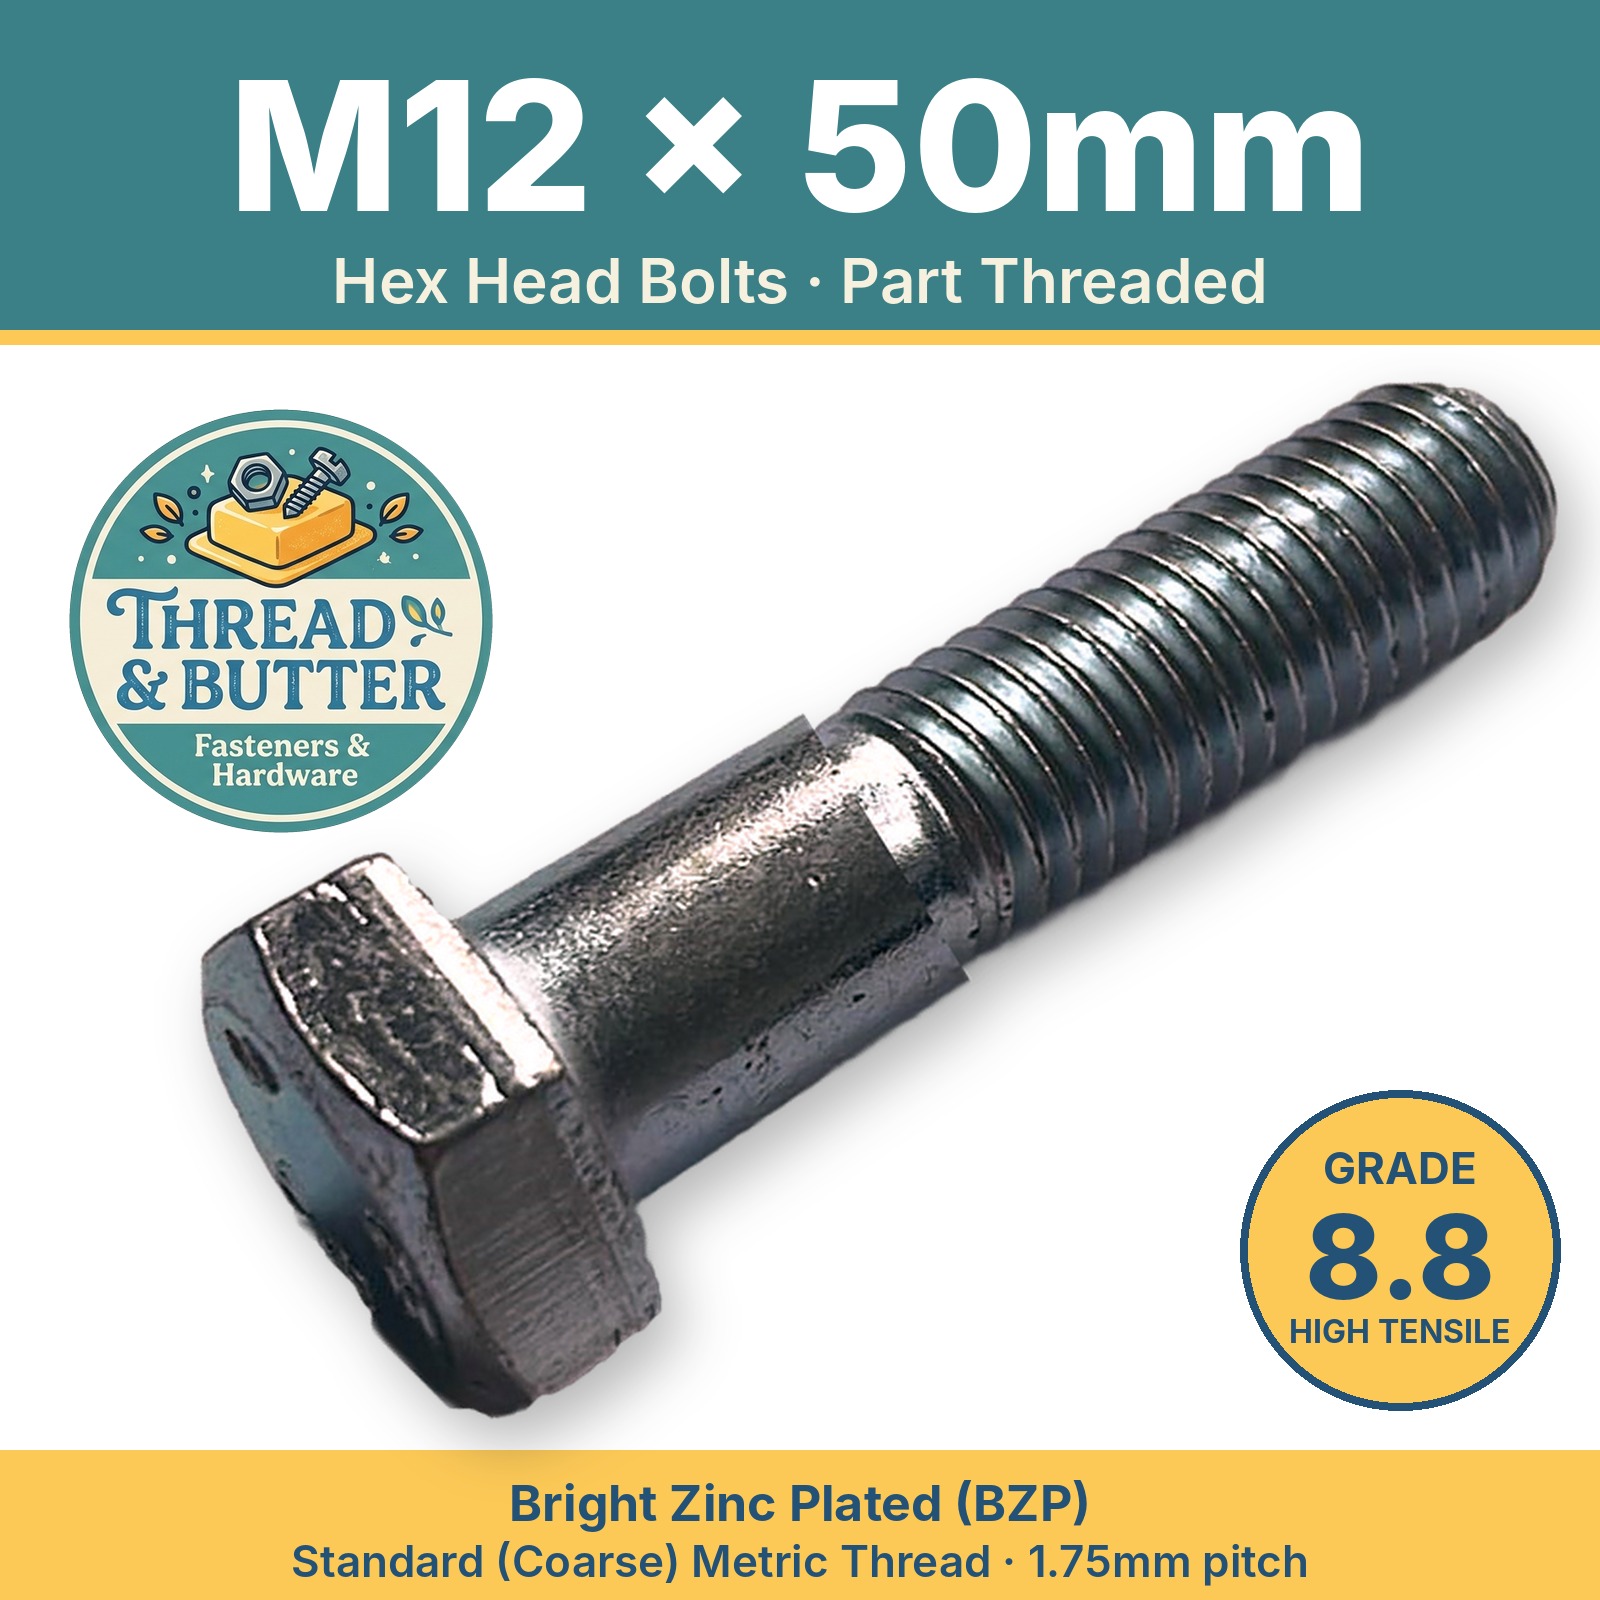 M12 × 50mm
Hex Head Bolts · Part Threaded
THREAD
& BUTTER
Fasteners &
Hardware
GRADE
8.8
HIGH TENSILE
Bright Zinc Plated (BZP)
Standard (Coarse) Metric Thread · 1.75mm pitch